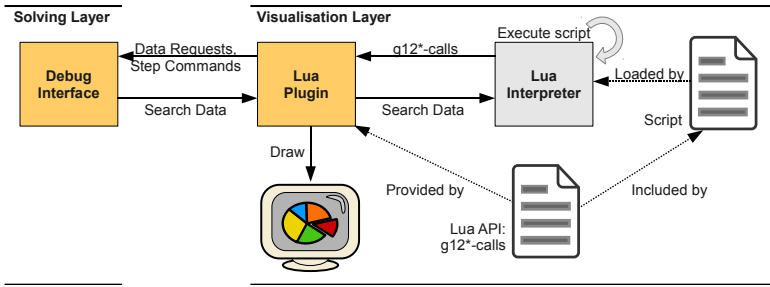 Solving Layer
Visualisation Layer
Execute script
Data Requests,
Step Commands
g12*-calls
Debug
Interface
Lua
Plugin
Lua
Interpreter
Loaded by
Search Data
Search Data
Script
Draw
Provided by
Included by
Lua API:
g12*-calls